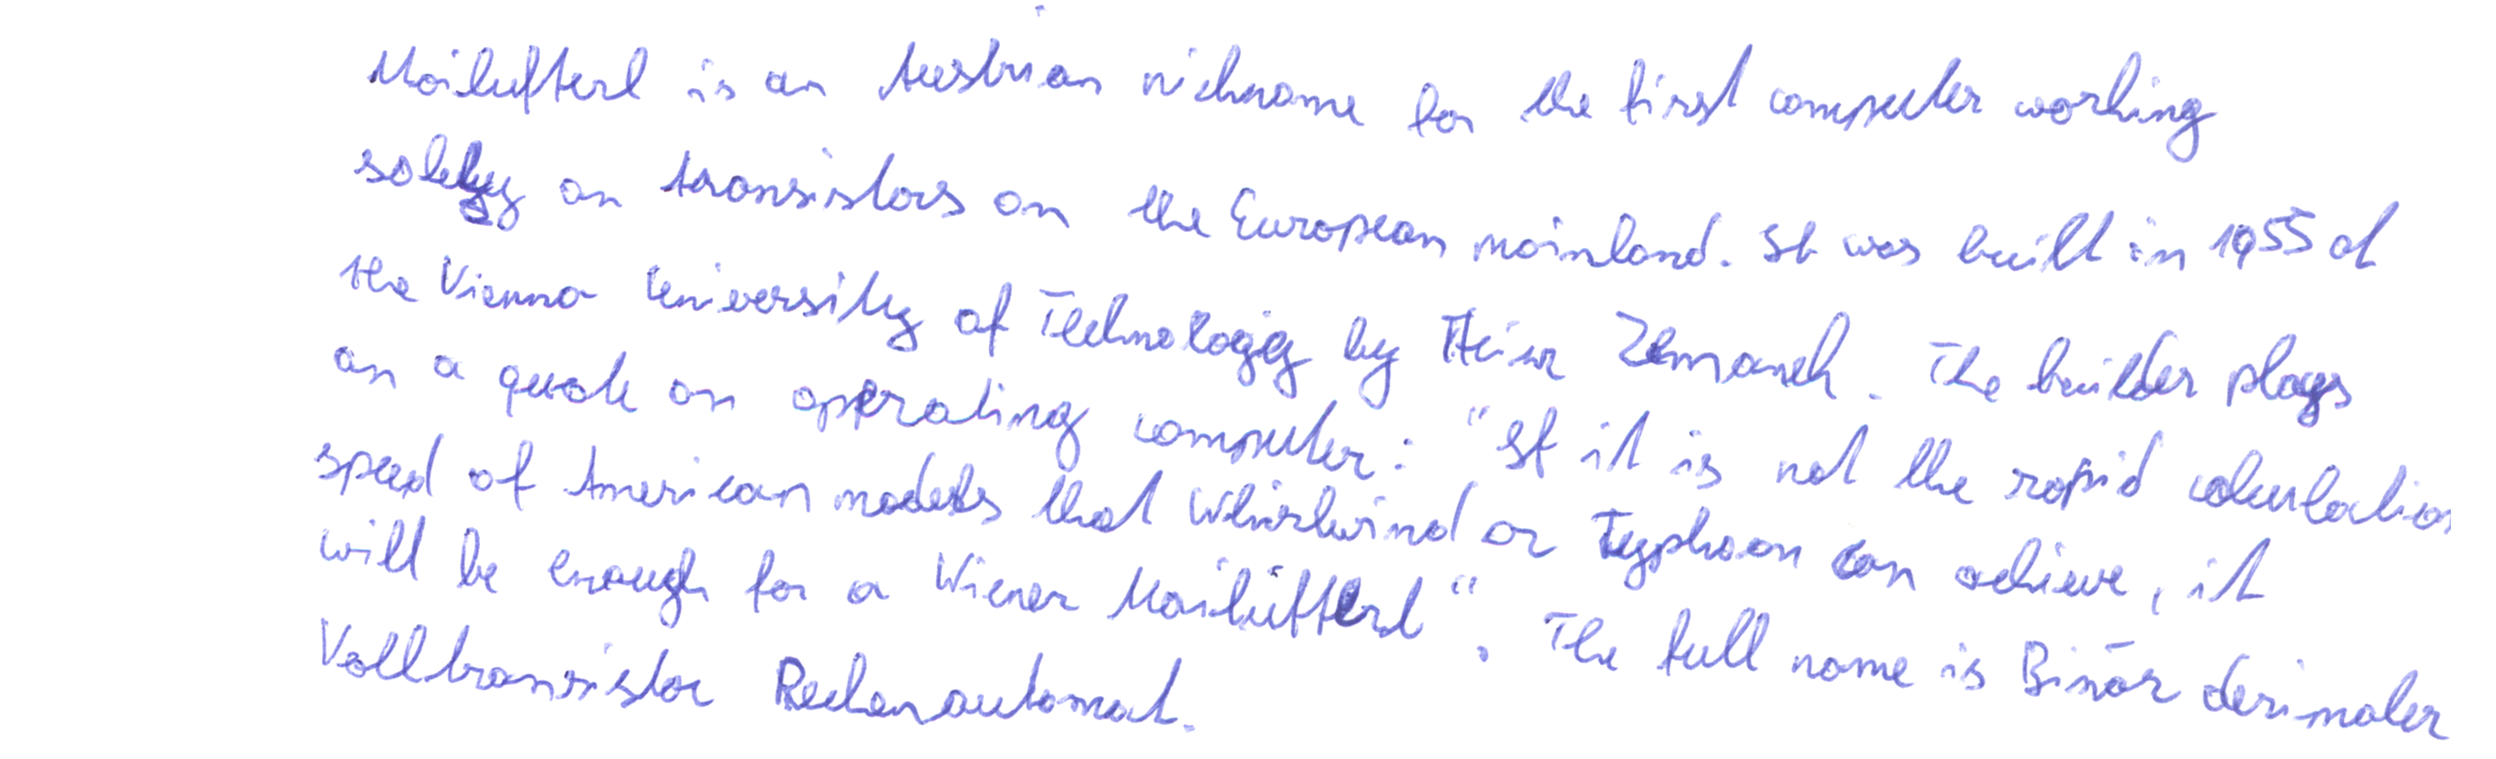 Mailüfterl is an Austrian nickname for the first computer working
solely on transistors on the European mainland. It was built in 1955 at
the Vienna University of Technology by Heinz Zemanek. The builder plays
an a quote on operating computer: "If it is not the rapid calculation
speed of American models that Whirlwind or Typhoon can achieve, it
will be enough for a Wiener Mailüfterl". The full name is Binär dezimaler
Volltransistor Rechenautomat.